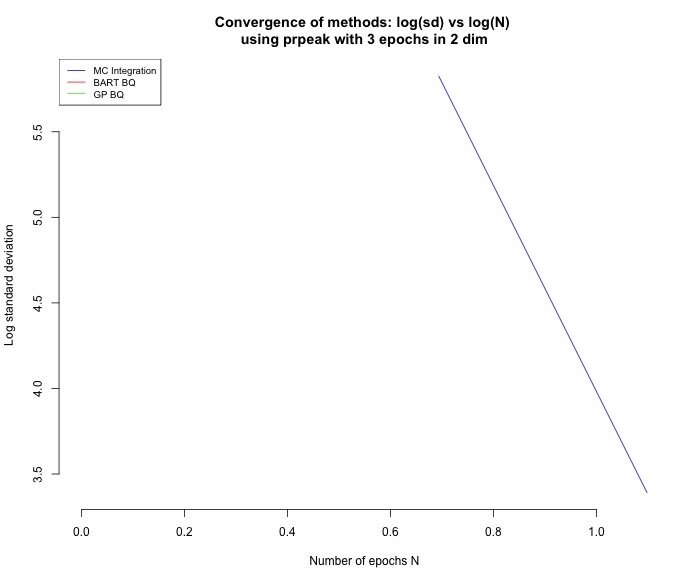 Convergence of methods: log(sd) vs log(N)
using prpeak with 3 epochs in 2 dim
MC Integration
BART BQ
GP BQ
Log standard deviation
5.5
5.0
4.5
4.0
3.5
0.0 0.2 0.4 0.6 0.8 1.0
Number of epochs N